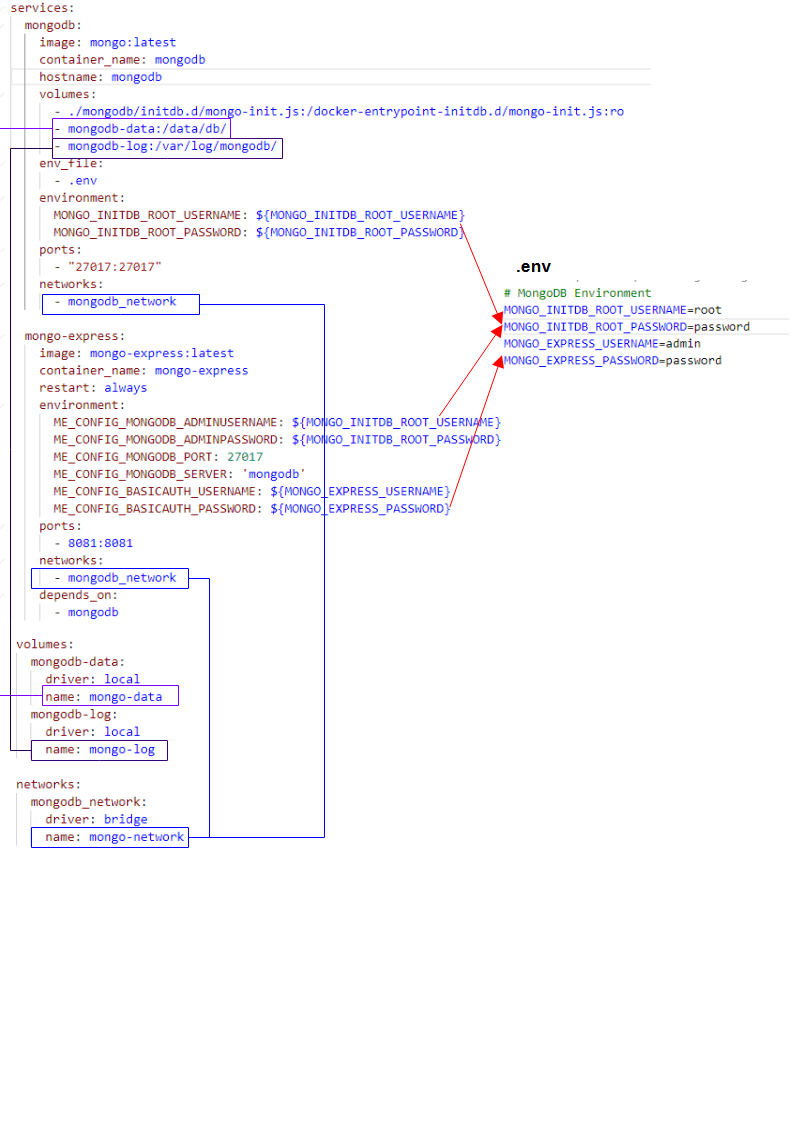 services:
mongodb:
image: mongo:latest
container_name: mongodb
hostname: mongodb
volumes:
- ./mongodb/initdb.d/mongo-init.js:/docker-entrypoint-initdb.d/mongo-init.js:ro
- mongodb-data:/data/db/
- mongodb-log:/var/log/mongodb/
env_file:
- .env
environment:
MONGO_INITDB_ROOT_USERNAME: ${MONGO_INITDB_ROOT_USERNAME}
MONGO_INITDB_ROOT_PASSWORD: ${MONGO_INITDB_ROOT_PASSWORD}
ports:
- "27017:27017"
networks:
- mongodb_network
mongo-express:
image: mongo-express:latest
container_name: mongo-express
restart: always
environment:
ME_CONFIG_MONGODB_ADMINUSERNAME: ${MONGO_INITDB_ROOT_USERNAME}
ME_CONFIG_MONGODB_ADMINPASSWORD: ${MONGO_INITDB_ROOT_PASSWORD}
ME_CONFIG_MONGODB_PORT: 27017
ME_CONFIG_MONGODB_SERVER: 'mongodb'
ME_CONFIG_BASICAUTH_USERNAME: ${MONGO_EXPRESS_USERNAME}
ME_CONFIG_BASICAUTH_PASSWORD: ${MONGO_EXPRESS_PASSWORD}
ports:
- 8081:8081
networks:
- mongodb_network
depends_on:
- mongodb
volumes:
mongodb-data:
driver: local
name: mongo-data
mongodb-log:
driver: local
name: mongo-log
networks:
mongodb_network:
driver: bridge
name: mongo-network
.env
# MongoDB Environment
MONGO_INITDB_ROOT_USERNAME=root
MONGO_INITDB_ROOT_PASSWORD=password
MONGO_EXPRESS_USERNAME=admin
MONGO_EXPRESS_PASSWORD=password